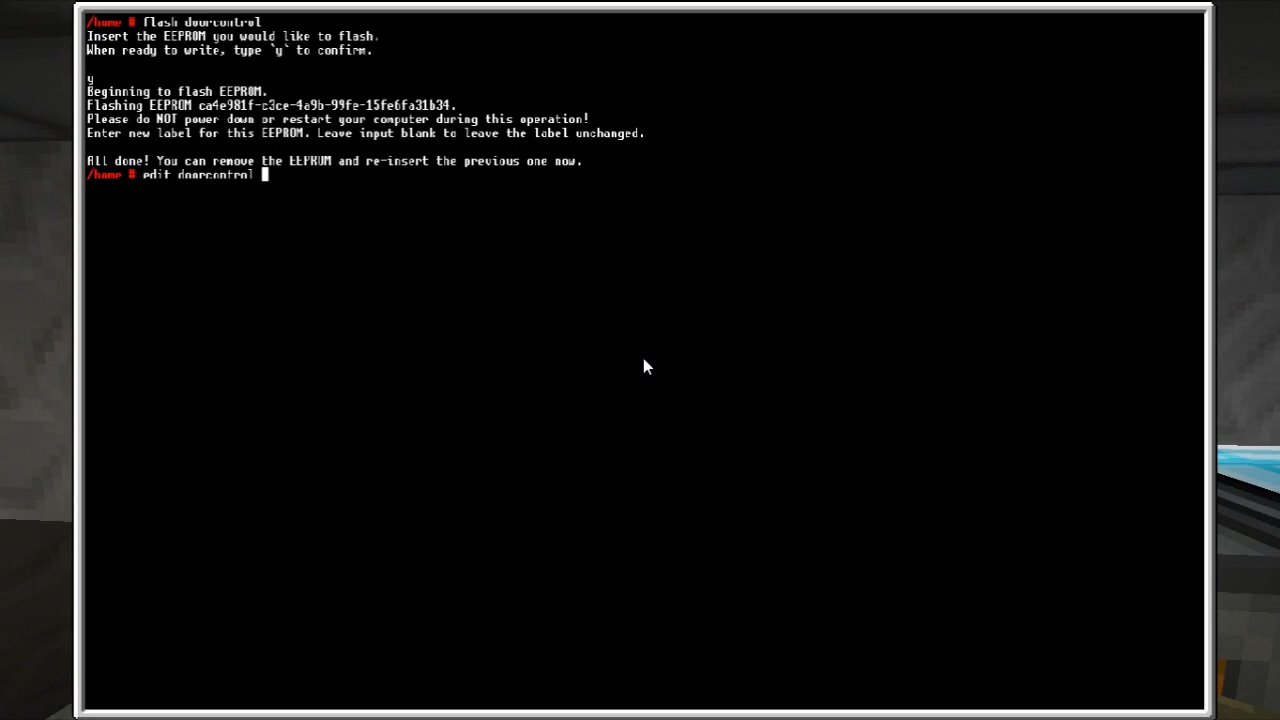 /home # flash doorcontrol
Insert the EEPROM you would like to flash.
When ready to write, type `y` to confirm.
y
Beginning to flash EEPROM.
Flashing EEPROM ca4e981f-c3ce-4a9b-99fe-15fe6fa31b34.
Please do NOT power down or restart your computer during this operation!
Enter new label for this EEPROM. Leave input blank to leave the label unchanged.
All done! You can remove the EEPROM and re-insert the previous one now.
/home # edit doorcontrol